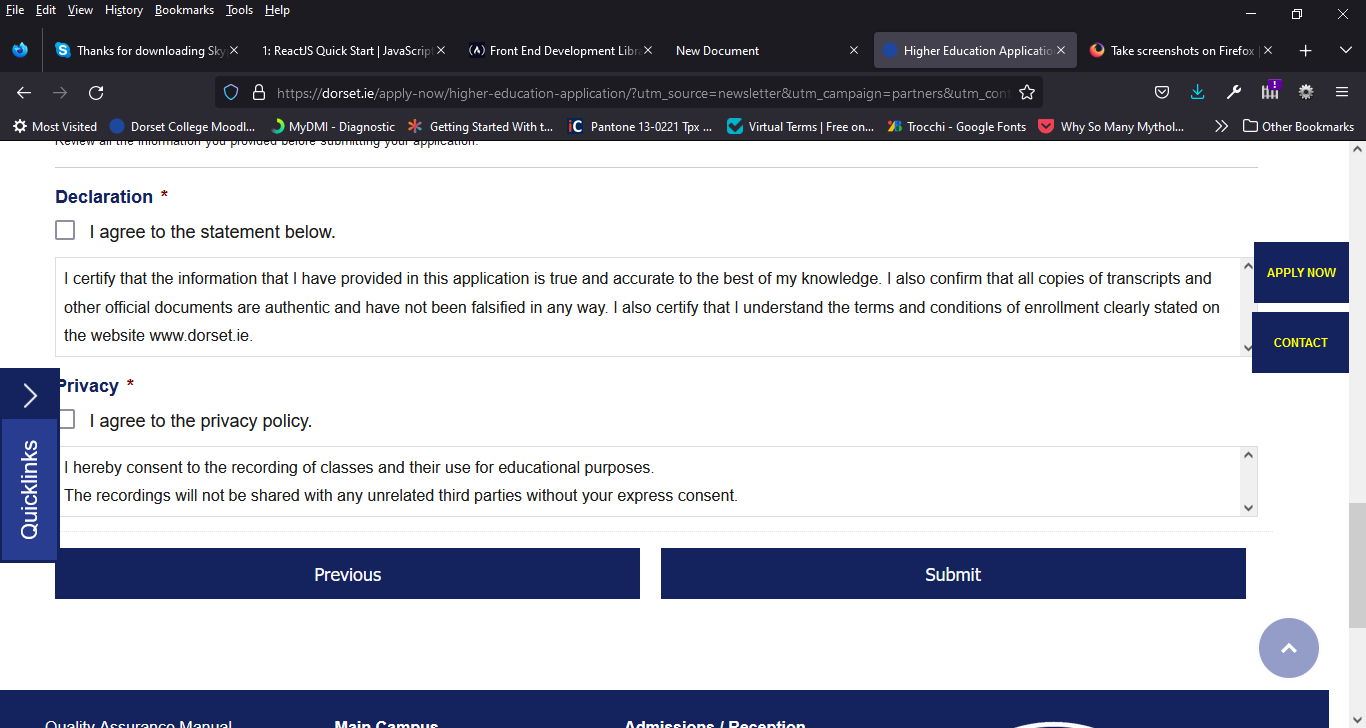 File Edit View History Bookmarks Tools Help
Thanks for downloading Sky
1: ReactJS Quick Start | JavaScript
Front End Development Libra
New Document
Higher Education Applicatio
Take screenshots on Firefox |
https://dorset.ie/apply-now/higher-education-application/?utm_source=newsletter&utm_campaign=partners&utm_con
Most Visited
Dorset College Moodl...
MyDMI - Diagnostic
Getting Started With t...
Pantone 13-0221 Tpx ...
Virtual Terms | Free on...
Trocchi - Google Fonts
Why So Many Mythol...
Other Bookmarks
Review all the information you provided before submitting your application.
Declaration *
I agree to the statement below.
I certify that the information that I have provided in this application is true and accurate to the best of my knowledge. I also confirm that all copies of transcripts and
other official documents are authentic and have not been falsified in any way. I also certify that I understand the terms and conditions of enrollment clearly stated on
the website www.dorset.ie.
APPLY NOW
CONTACT
Privacy *
I agree to the privacy policy.
I hereby consent to the recording of classes and their use for educational purposes.
The recordings will not be shared with any unrelated third parties without your express consent.
Quicklinks
Previous
Submit
Quality Assurance Manual
Main Campus
Admissions / Reception